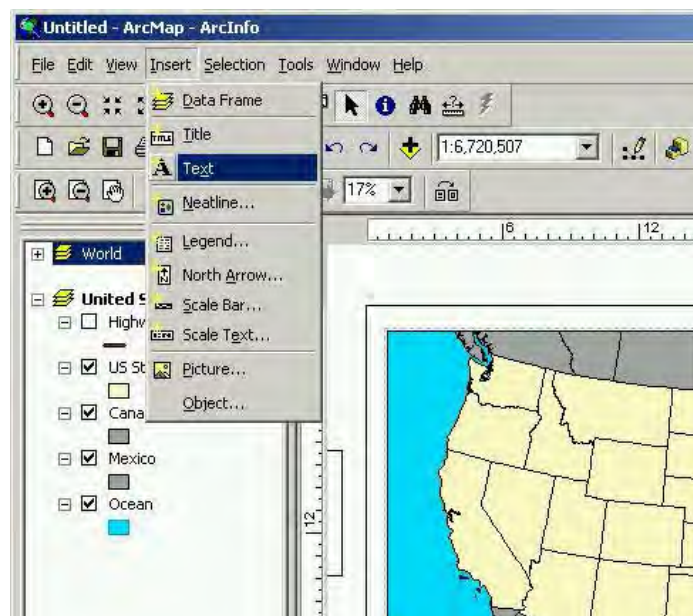 Untitled - ArcMap - ArcInfo
File Edit View Insert Selection Tools Window Help
Data Frame
Title
1:6,720,507
Text
17%
Neatline...
6 12
Legend...
World
North Arrow...
United S
Scale Bar...
Highw
Scale Text...
US St
Picture...
Cana
Object...
Mexico
Ocean
12